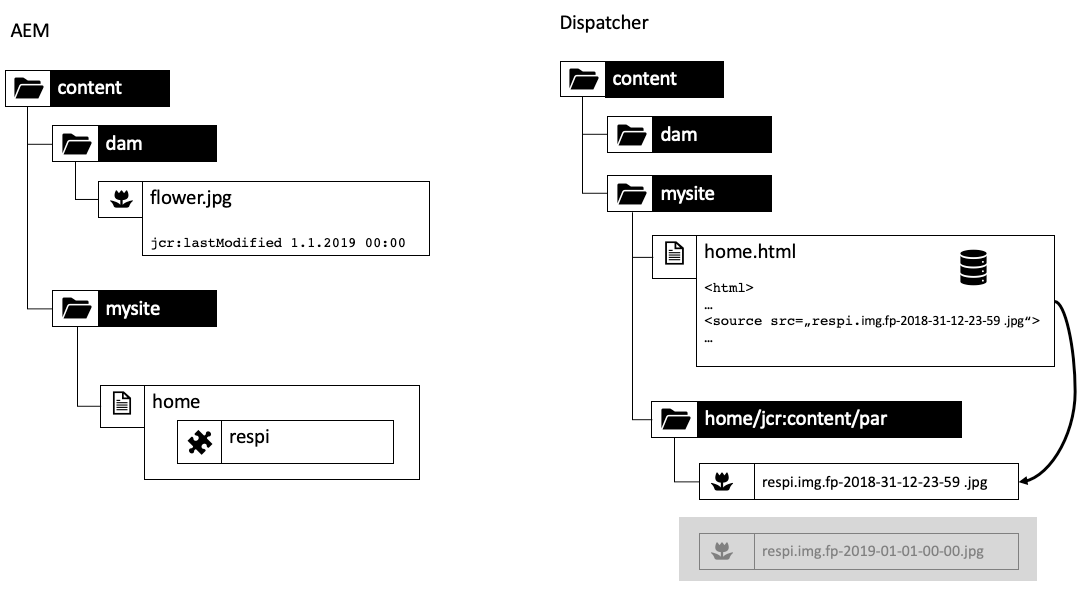 AEM
content
dam
flower.jpg
jcr:lastModified 1.1.2019 00:00
mysite
home
respi
Dispatcher
content
dam
mysite
home.html
<html>
…
<source src=„respi.img.fp-2018-31-12-23-59 .jpg“>
…
home/jcr:content/par
respi.img.fp-2018-31-12-23-59 .jpg
respi.img.fp-2019-01-01-00-00.jpg